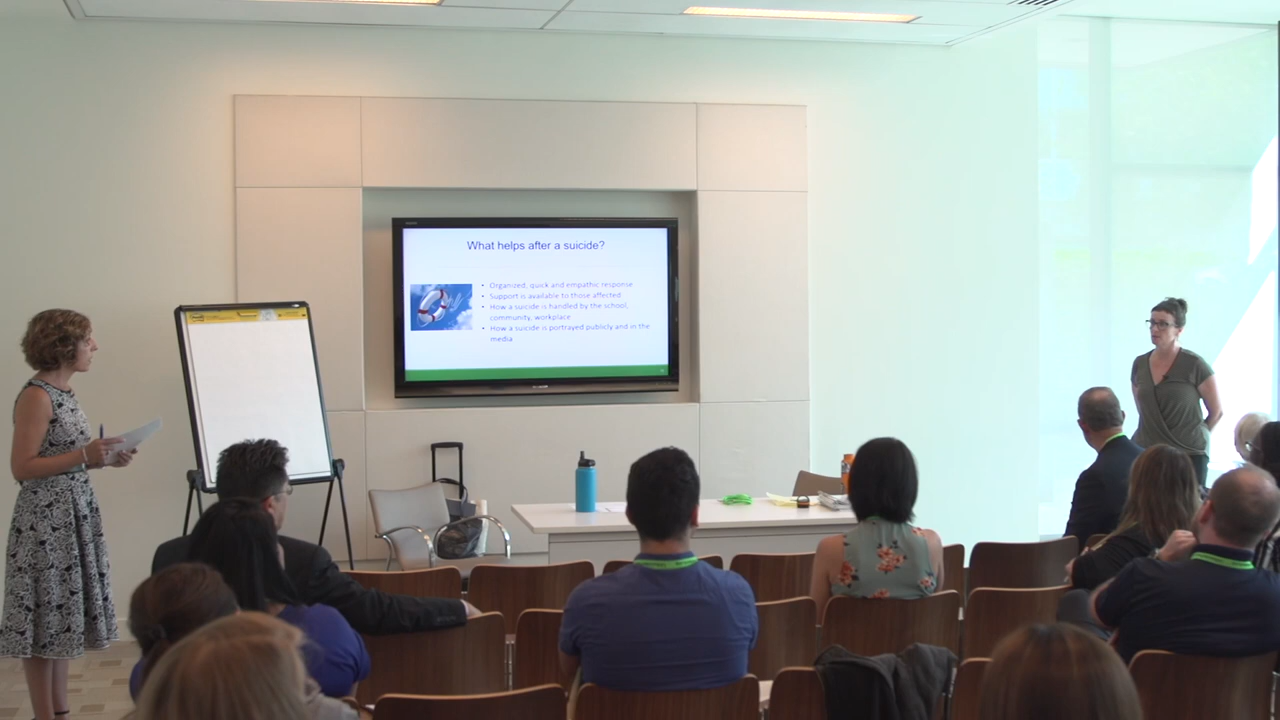 What helps after a suicide?
• Organized, quick and empathic response
• Support is available to those affected
• How a suicide is handled by the school,
community, workplace
• How a suicide is portrayed publicly and in the
media